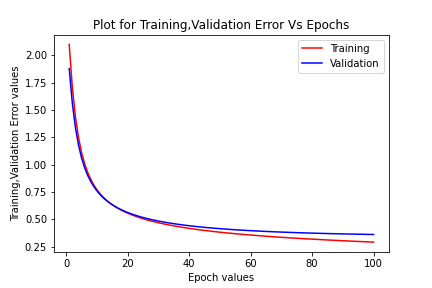 Plot for Training,Validation Error Vs Epochs
Training
Validation
Training,Validation Error values
2.00
1.75
1.50
1.25
1.00
0.75
0.50
0.25
0 20 40 60 80 100
Epoch values